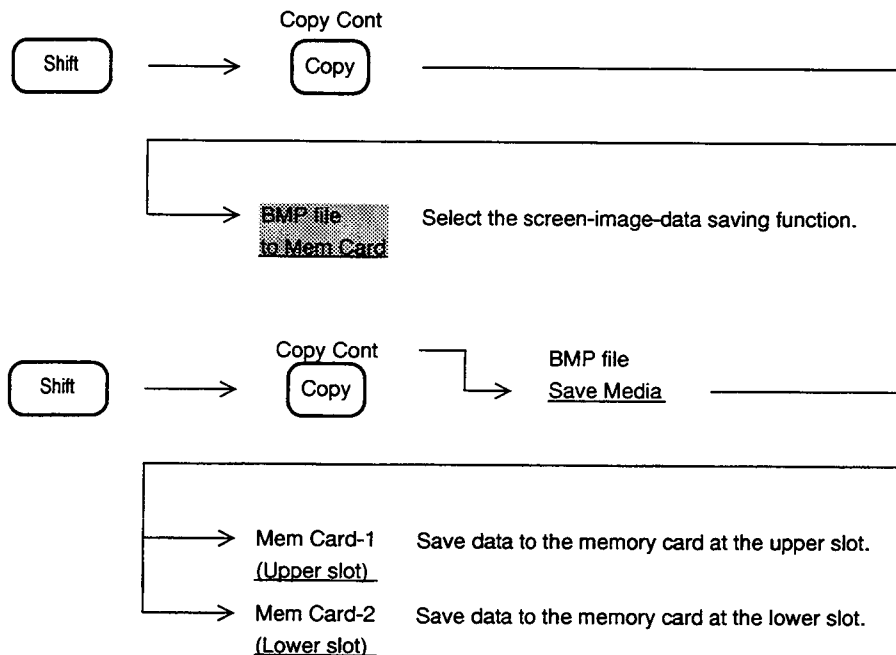 Copy Cont
Shift
Copy
BMP file
to Mem Card
Select the screen-image-data saving function.
Copy Cont
Shift
Copy
BMP file
Save Media
Mem Card-1
(Upper slot)
Save data to the memory card at the upper slot.
Mem Card-2
(Lower slot)
Save data to the memory card at the lower slot.